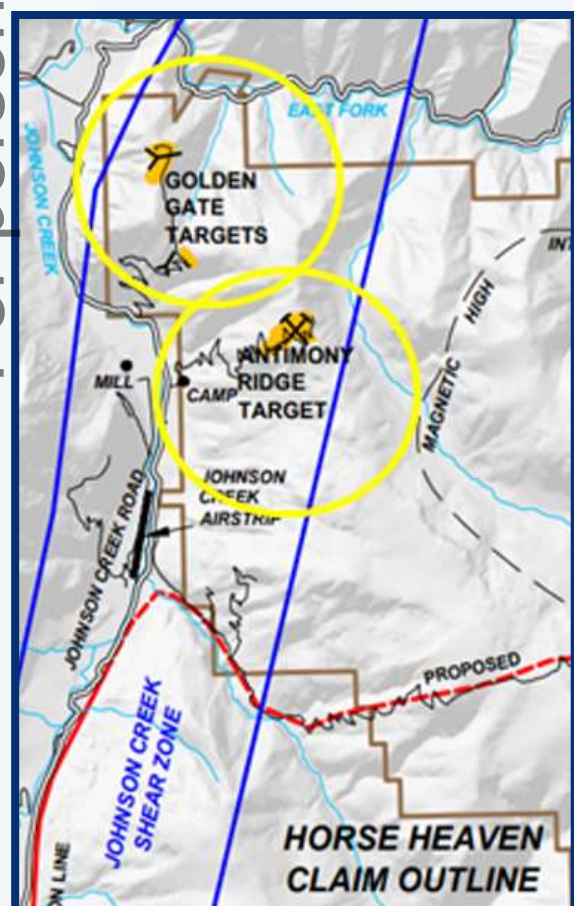 EAST FORK
JOHNSON CREEK
GOLDEN
GATE
TARGETS
HIGH
MAGNETIC
ANTIMONY
RIDGE
TARGET
MILL
CAMP
JOHNSON
CREEK
AIRSTRIP
JOHNSON CREEK ROAD
PROPOSED
JOHNSON CREEK
SHEAR ZONE
HORSE HEAVEN
CLAIM OUTLINE